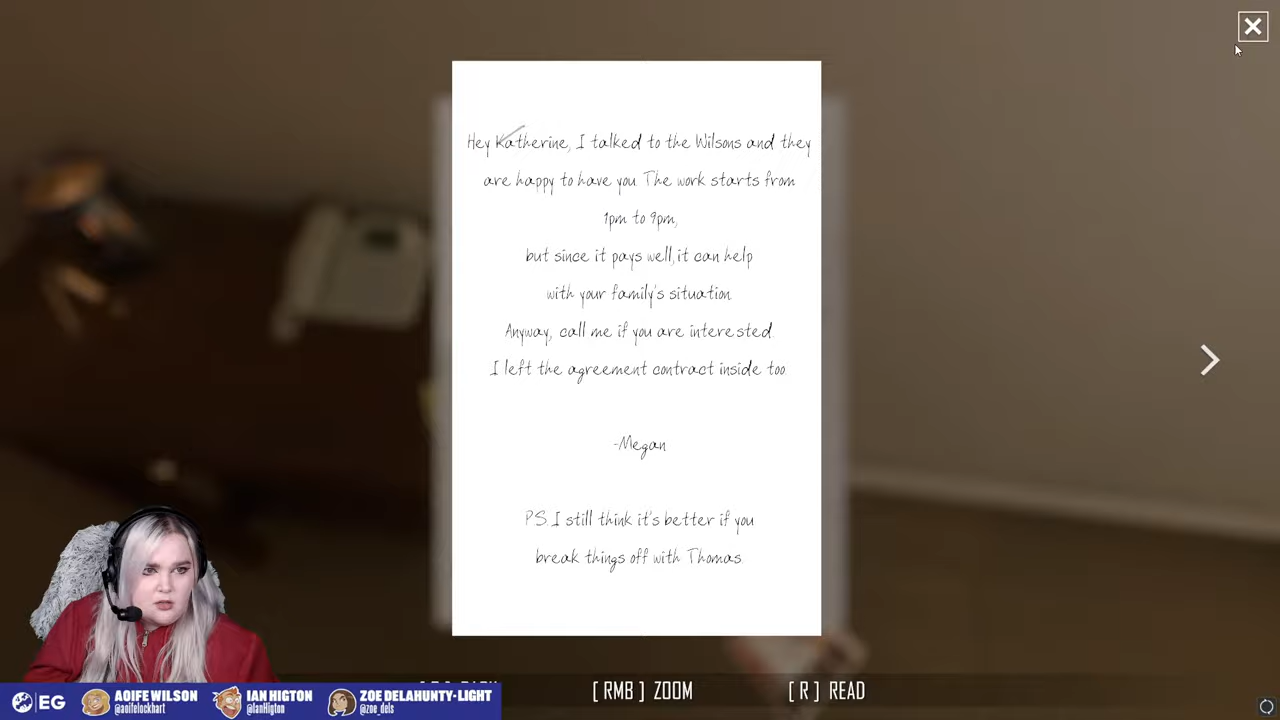 Hey Katherine, I talked to the Wilsons and they
are happy to have you. The work starts from
1pm to 9pm,
but since it pays well, it can help
with your family's situation.
Anyway, call me if you are interested.
I left the agreement contract inside too
-Megan
PS. I still think it's better if you
break things off with Thomas.
[ RMB ] ZOOM
[ R ] READ
EG
AOIFE WILSON
@aoifelockhart
IAN HIGTON
@IanHigton
ZOE DELAHUNTY-LIGHT
@zoe_dels